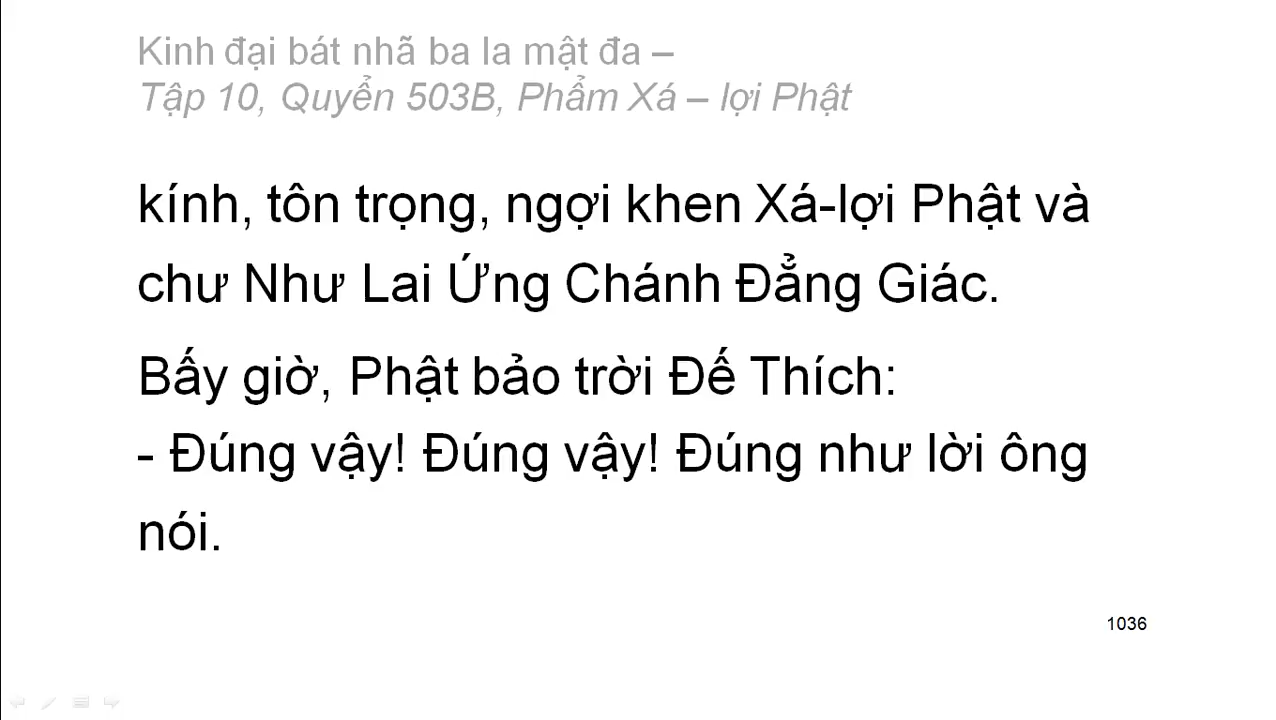 Kinh đại bát nhã ba la mật đa –
Tập 10, Quyển 503B, Phẩm Xá – lợi Phật
kính, tôn trọng, ngợi khen Xá-lợi Phật và
chư Như Lai Ứng Chánh Đẳng Giác.
Bấy giờ, Phật bảo trời Đế Thích:
- Đúng vậy! Đúng vậy! Đúng như lời ông
nói.
1036